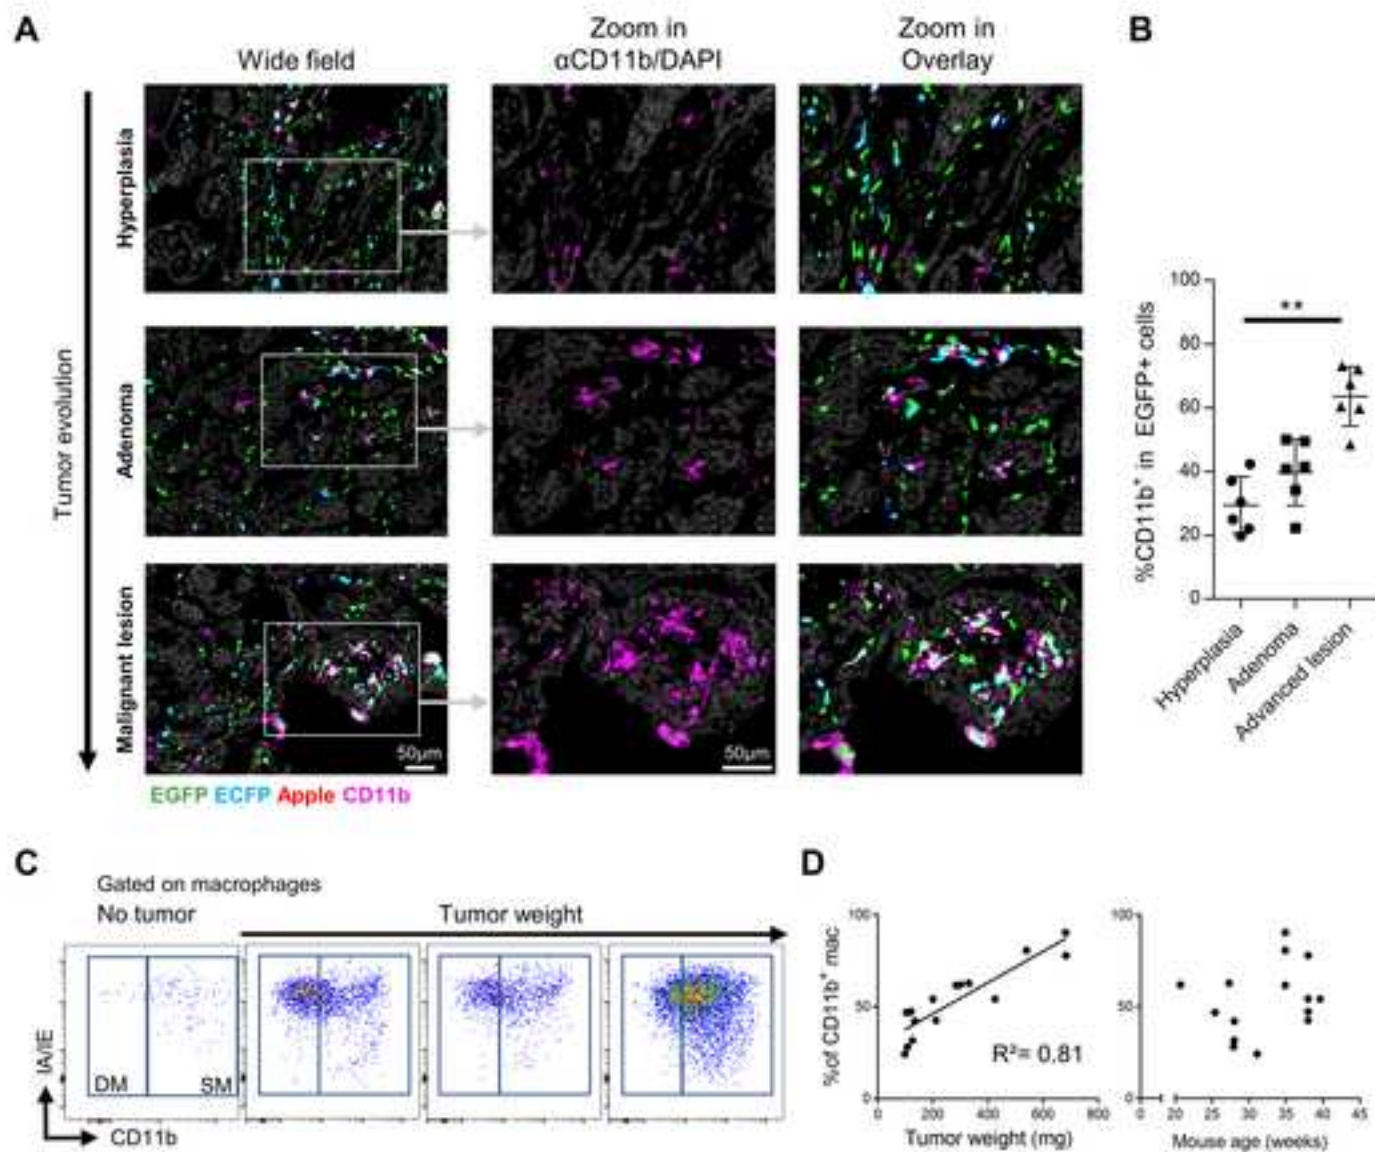 A
B
Wide field
Zoom in
αCD11b/DAPI
Zoom in
Overlay
Tumor evolution
Hyperplasia
Adenoma
Malignant lesion
50µm
50µm
EGFP ECFP Apple CD11b
%CD11b⁺ in EGFP+ cells
100
80
60
40
20
0
**
Hyperplasia
Adenoma
Advanced lesion
C
Gated on macrophages
No tumor
Tumor weight
DM
SM
IA/IE
CD11b
D
%of CD11b⁺ mac
100
50
0
R²= 0.81
0 200 400 600 800
Tumor weight (mg)
100
50
0
0 20 25 30 35 40 45
Mouse age (weeks)